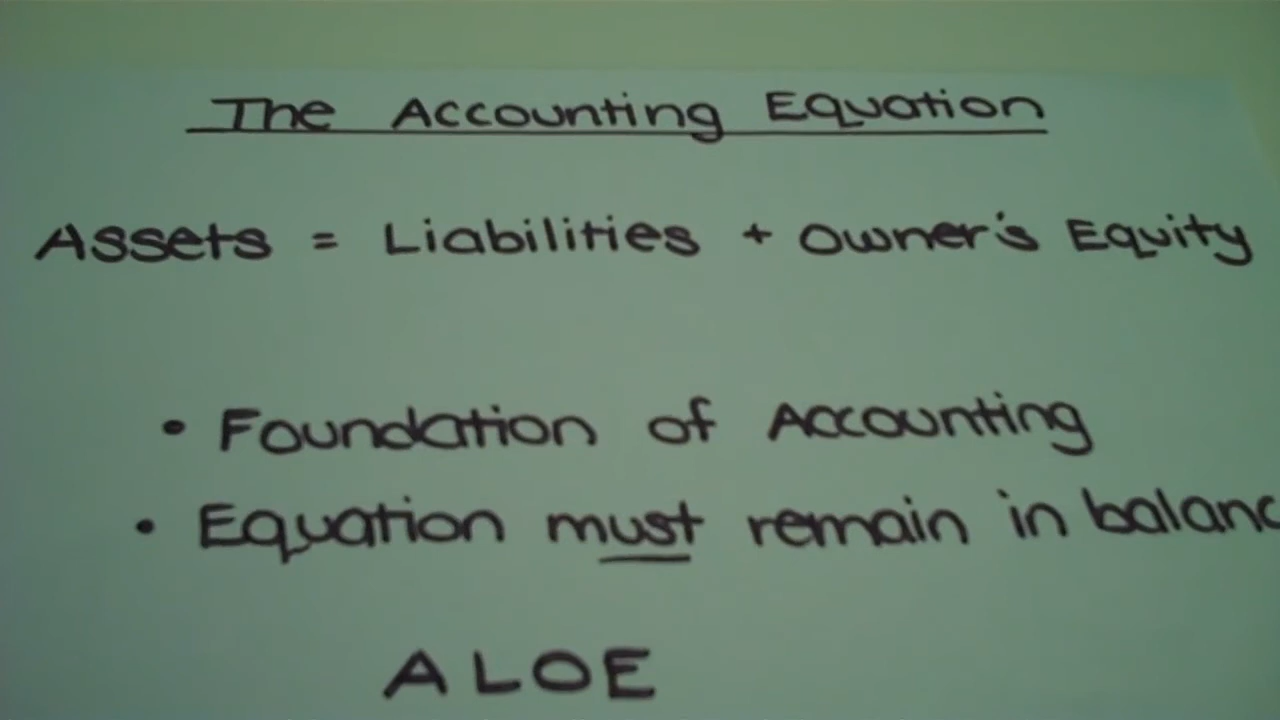 The Accounting Equation
Assets = Liabilities + Owner's Equity
• Foundation of Accounting
• Equation must remain in balanc
ALOE